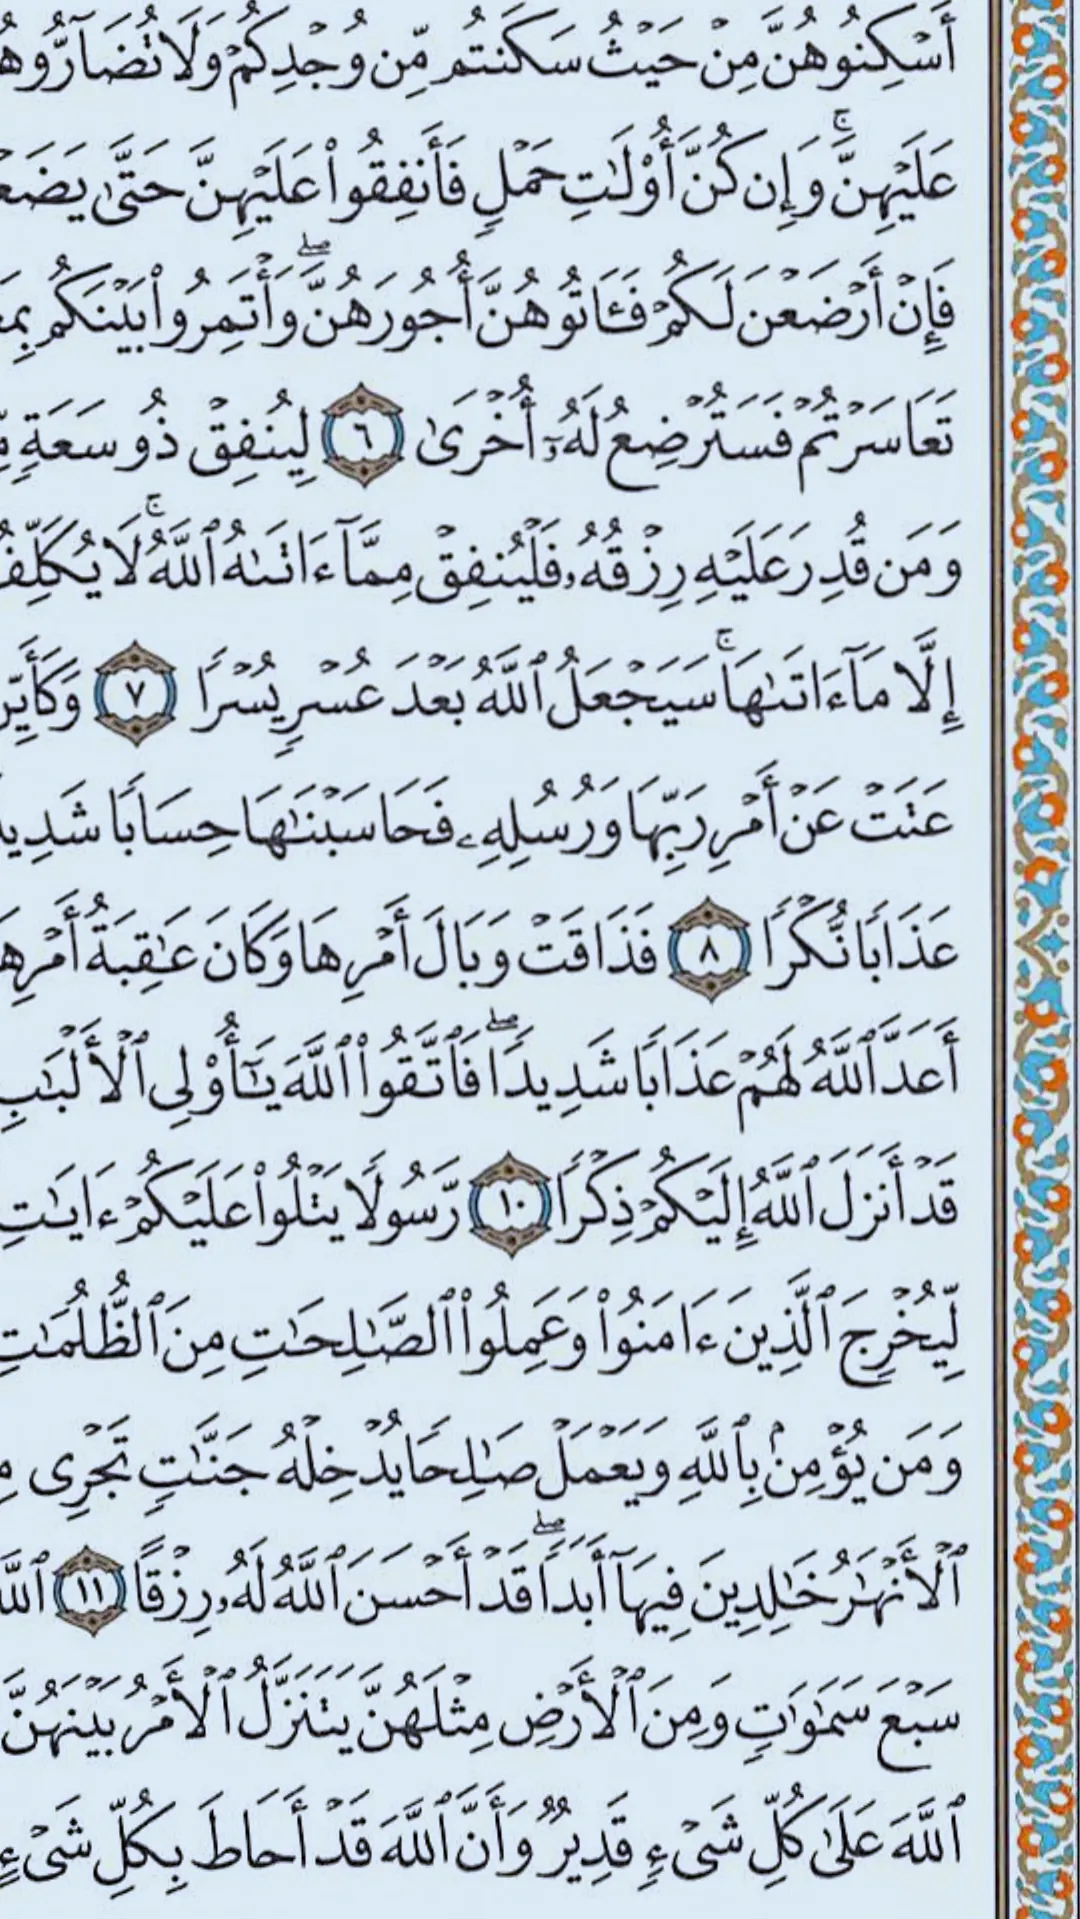 أَسْكِنُوهُنَّ مِنْ حَيْثُ سَكَنتُم مِّن وُجْدِكُمْ وَلَا تُضَآرُّوهُ
عَلَيْهِنَّ ۚ وَإِن كُنَّ أُو۟لَـٰتِ حَمْلٍ فَأَنفِقُوا۟ عَلَيْهِنَّ حَتَّىٰ يَضَعْ
فَإِنْ أَرْضَعْنَ لَكُمْ فَـَٔاتُوهُنَّ أُجُورَهُنَّ ۖ وَأْتَمِرُوا۟ بَيْنَكُم بِمَع
تَعَاسَرْتُمْ فَسَتُرْضِعُ لَهُۥٓ أُخْرَىٰ ٦ لِيُنفِقْ ذُو سَعَةٍ مِّ
وَمَن قُدِرَ عَلَيْهِ رِزْقُهُۥ فَلْيُنفِقْ مِمَّآ ءَاتَىٰهُ ٱللَّهُ ۚ لَا يُكَلِّفُ
إِلَّا مَآ ءَاتَىٰهَا ۚ سَيَجْعَلُ ٱللَّهُ بَعْدَ عُسْرٍ يُسْرًا ٧ وَكَأَيِّن
عَتَتْ عَنْ أَمْرِ رَبِّهَا وَرُسُلِهِۦ فَحَاسَبْنَـٰهَا حِسَابًا شَدِيدً
عَذَابًا نُّكْرًا ٨ فَذَاقَتْ وَبَالَ أَمْرِهَا وَكَانَ عَـٰقِبَةُ أَمْرِهَا
أَعَدَّ ٱللَّهُ لَهُمْ عَذَابًا شَدِيدًا ۖ فَٱتَّقُوا۟ ٱللَّهَ يَـٰٓأُو۟لِى ٱلْأَلْبَـٰبِ
قَدْ أَنزَلَ ٱللَّهُ إِلَيْكُمْ ذِكْرًا ١٠ رَّسُولًا يَتْلُوا۟ عَلَيْكُمْ ءَايَـٰتِ
لِّيُخْرِجَ ٱلَّذِينَ ءَامَنُوا۟ وَعَمِلُوا۟ ٱلصَّـٰلِحَـٰتِ مِنَ ٱلظُّلُمَـٰتِ
وَمَن يُؤْمِنۢ بِٱللَّهِ وَيَعْمَلْ صَـٰلِحًا يُدْخِلْهُ جَنَّـٰتٍ تَجْرِى مِ
ٱلْأَنْهَـٰرُ خَـٰلِدِينَ فِيهَآ أَبَدًا ۖ قَدْ أَحْسَنَ ٱللَّهُ لَهُۥ رِزْقًا ١١ ٱللَّهُ
سَبْعَ سَمَـٰوَٰتٍ وَمِنَ ٱلْأَرْضِ مِثْلَهُنَّ يَتَنَزَّلُ ٱلْأَمْرُ بَيْنَهُنَّ
ٱللَّهَ عَلَىٰ كُلِّ شَىْءٍ قَدِيرٌ وَأَنَّ ٱللَّهَ قَدْ أَحَاطَ بِكُلِّ شَىْءٍ